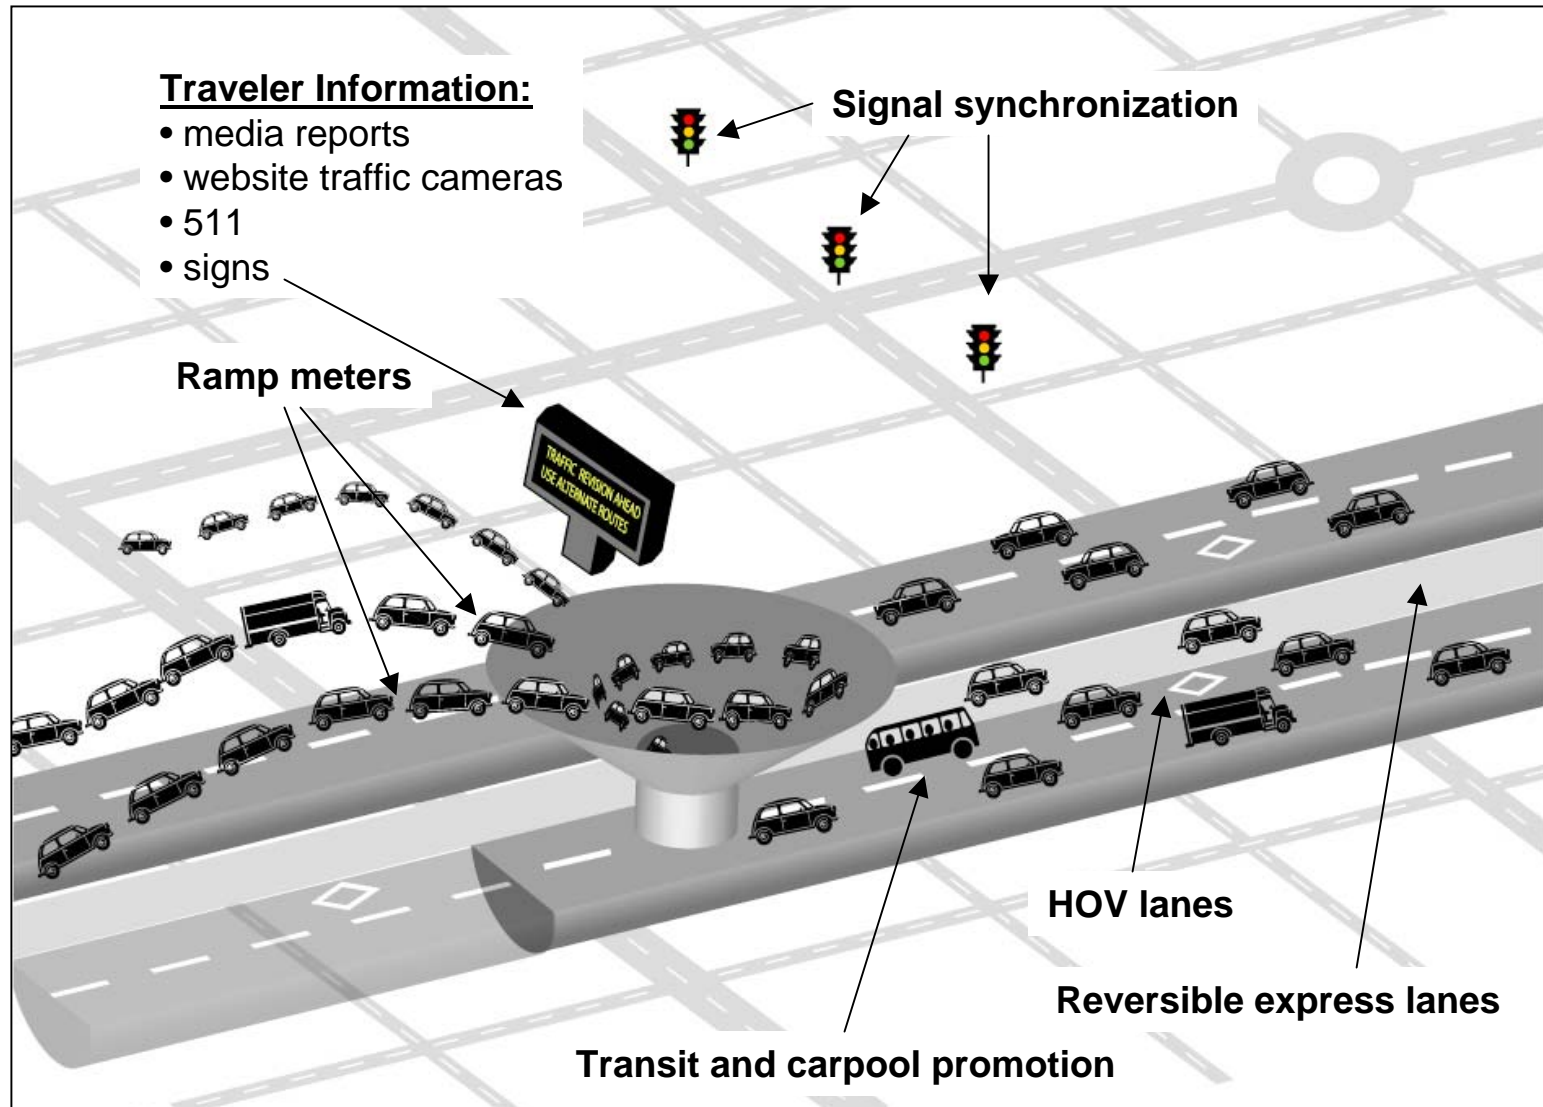 Traveler Information:
• media reports
• website traffic cameras
• 511
• signs
Signal synchronization
Ramp meters
TRAFFIC REVISION AHEAD
USE ALTERNATE ROUTES
HOV lanes
Reversible express lanes
Transit and carpool promotion